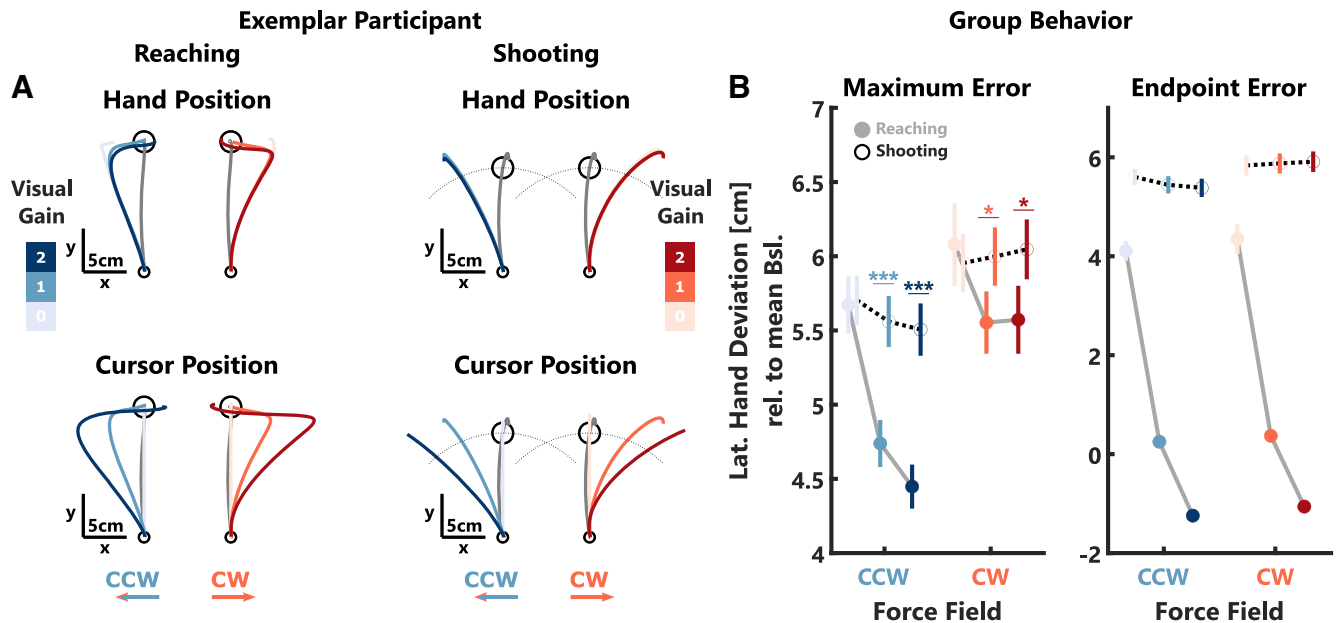 Exemplar Participant
Reaching
Shooting
A
Hand Position
Hand Position
Visual
Gain
2
1
0
y
5cm
x
y
5cm
x
Visual
Gain
2
1
0
Cursor Position
Cursor Position
y
5cm
x
y
5cm
x
CCW
CW
CCW
CW
Group Behavior
B
Maximum Error
Endpoint Error
Reaching
Shooting
Lat. Hand Deviation [cm]
rel. to mean Bsl.
7
6.5
6
5.5
5
4.5
4
***
***
*
*
CCW
CW
Force Field
6
4
2
0
-2
CCW
CW
Force Field